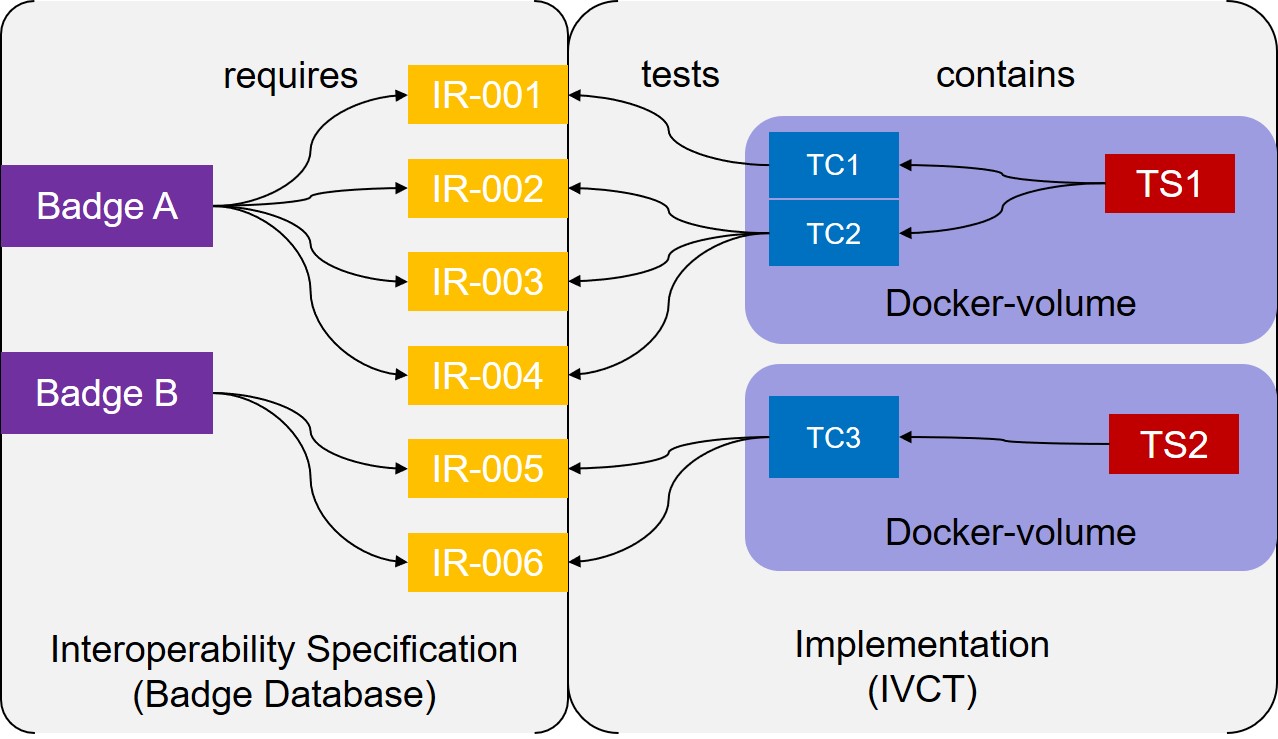 requires
tests
contains
IR-001
IR-002
IR-003
IR-004
IR-005
IR-006
Badge A
Badge B
TC1
TC2
TS1
Docker-volume
TC3
TS2
Docker-volume
Interoperability Specification
(Badge Database)
Implementation
(IVCT)